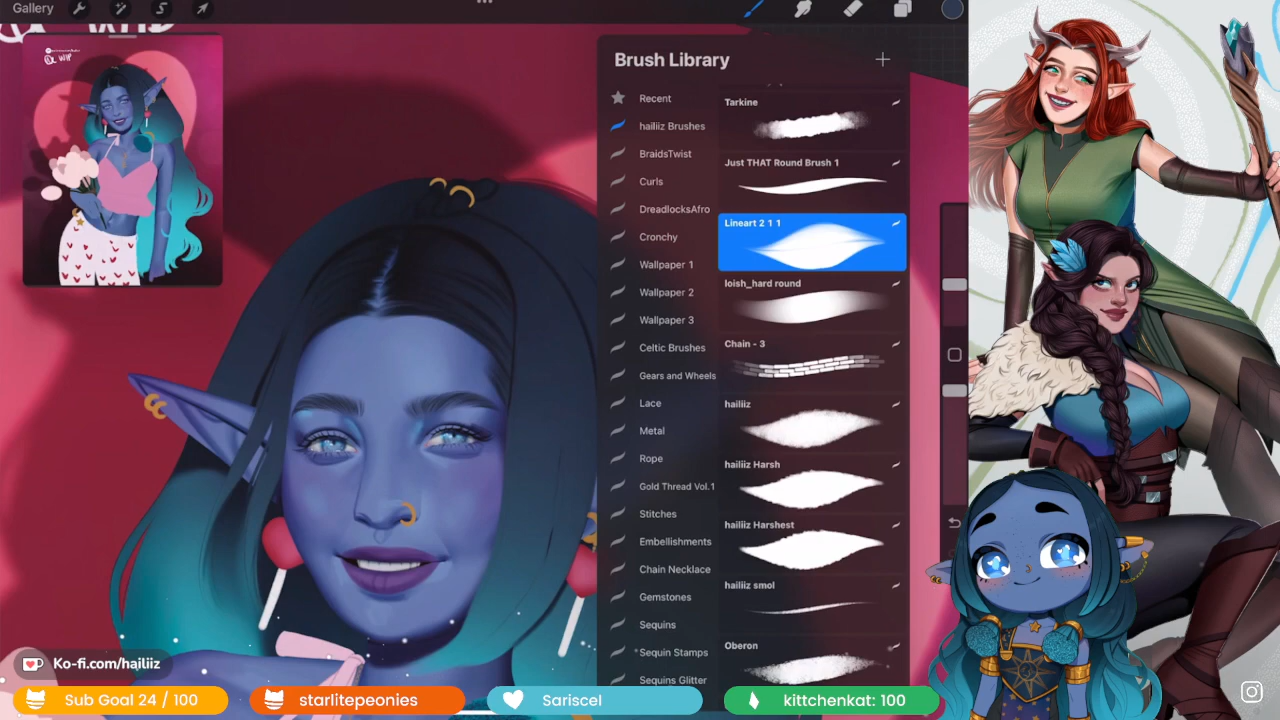 Gallery
WIP
Brush Library
Recent
hailiiz Brushes
BraidsTwist
Curls
DreadlocksAfro
Cronchy
Wallpaper 1
Wallpaper 2
Wallpaper 3
Celtic Brushes
Gears and Wheels
Lace
Metal
Rope
Gold Thread Vol.1
Stitches
Embellishments
Chain Necklace
Gemstones
Sequins
Sequin Stamps
Sequins Glitter
Tarkine
Just THAT Round Brush 1
Lineart 2 1 1
loish_hard round
Chain - 3
hailiiz
hailiiz Harsh
hailiiz Harshest
hailiiz smol
Oberon
Ko-fi.com/hailiiz
Sub Goal 24 / 100
starlitepeonies
Sariscel
kittchenkat: 100